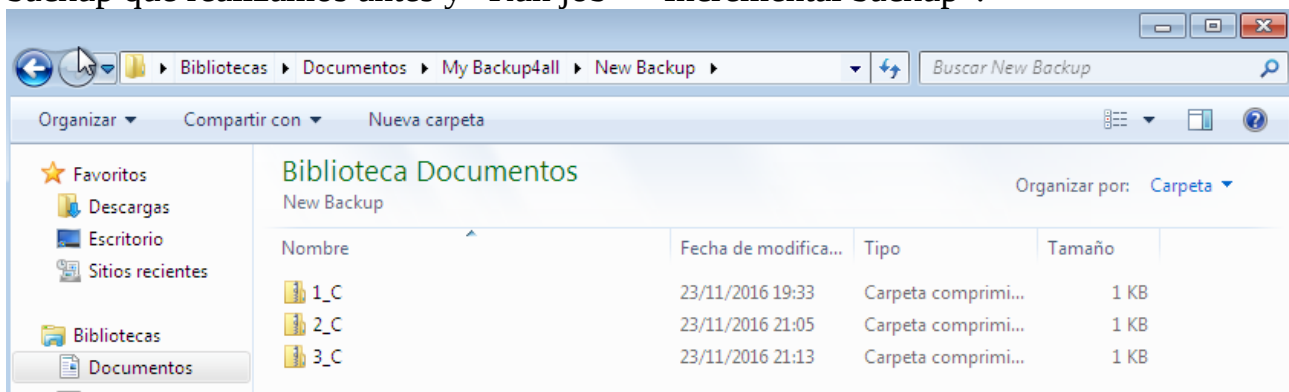 Bibliotecas ▸ Documentos ▸ My Backup4all ▸ New Backup ▸ Buscar New Backup
Organizar Compartir con Nueva carpeta
Favoritos
Descargas
Escritorio
Sitios recientes
Bibliotecas
Documentos
Biblioteca Documentos
New Backup
Organizar por: Carpeta
Nombre Fecha de modifica... Tipo Tamaño
1_C 23/11/2016 19:33 Carpeta comprimi... 1 KB
2_C 23/11/2016 21:05 Carpeta comprimi... 1 KB
3_C 23/11/2016 21:13 Carpeta comprimi... 1 KB